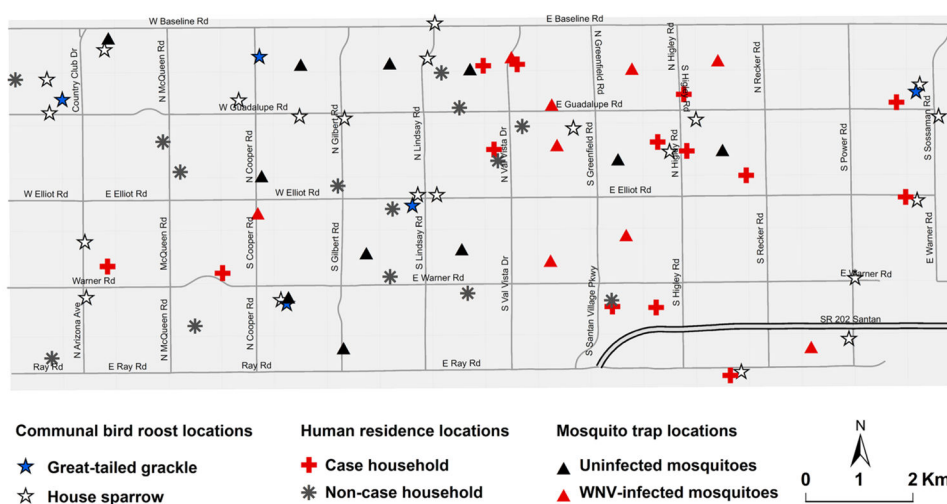 W Baseline Rd
E Baseline Rd
Country Club Dr
N McQueen Rd
N Greenfield Rd
N Higley Rd
S Higley Rd
N Recker Rd
W Guadalupe Rd
E Guadalupe Rd
N Cooper Rd
N Gilbert Rd
N Lindsay Rd
N Val Vista Dr
S Greenfield Rd
N Higley Rd
S Power Rd
S Sossaman Rd
W Elliot Rd
E Elliot Rd
W Elliot Rd
E Elliot Rd
McQueen Rd
S Cooper Rd
S Gilbert Rd
S Lindsay Rd
S Val Vista Dr
S Higley Rd
S Recker Rd
E Warner Rd
Warner Rd
E Warner Rd
E Warner Rd
N Arizona Ave
N McQueen Rd
N Cooper Rd
S Santan Village Pkwy
SR 202 Santan
Ray Rd
E Ray Rd
Ray Rd
E Ray Rd
Communal bird roost locations
Great-tailed grackle
House sparrow
Human residence locations
Case household
Non-case household
Mosquito trap locations
Uninfected mosquitoes
WNV-infected mosquitoes
N
0 1 2 Km